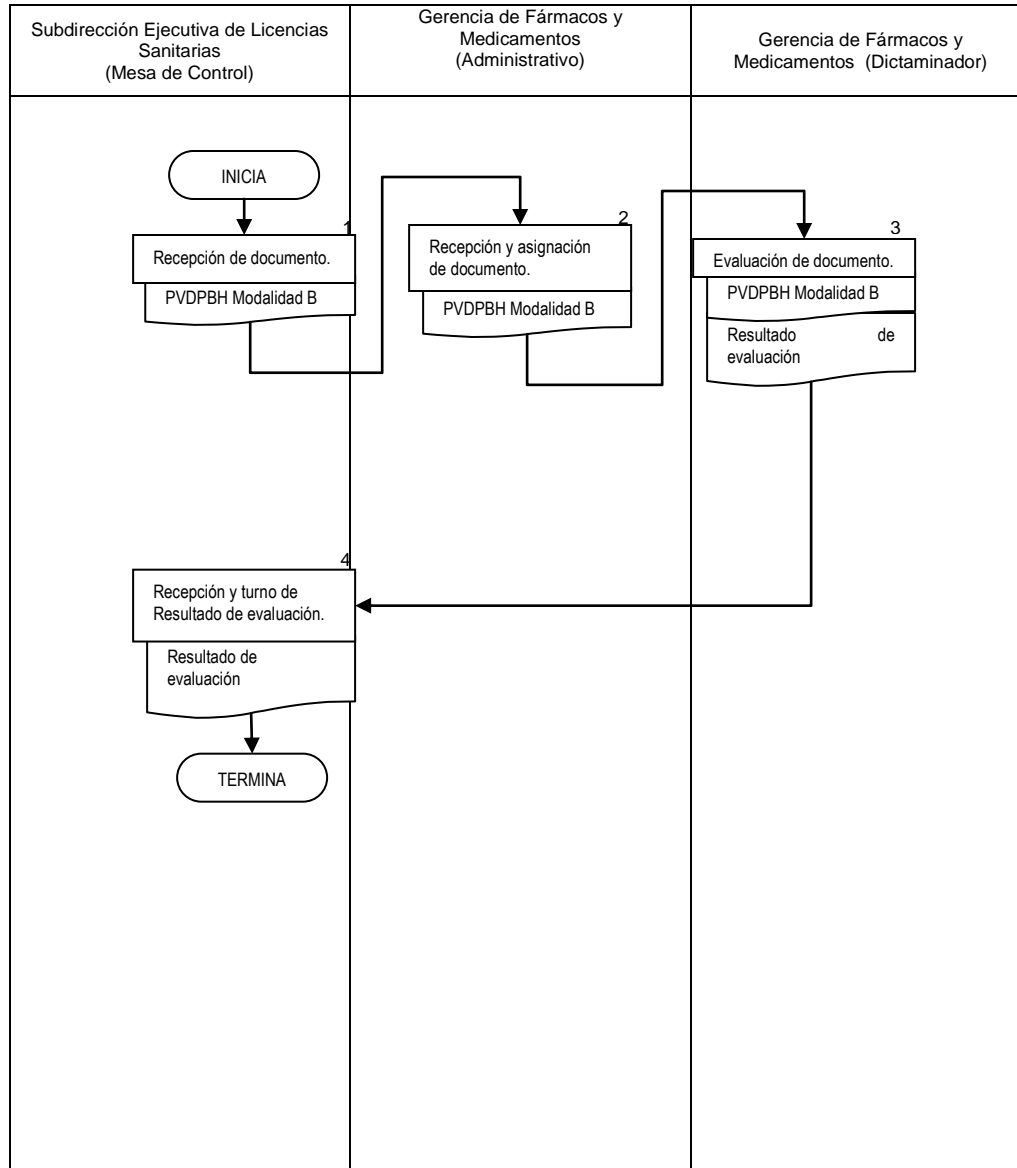 Subdirección Ejecutiva de Licencias
Sanitarias
(Mesa de Control)
Gerencia de Fármacos y
Medicamentos
(Administrativo)
Gerencia de Fármacos y
Medicamentos (Dictaminador)
INICIA
1
Recepción de documento.
PVDPBH Modalidad B
2
Recepción y asignación
de documento.
PVDPBH Modalidad B
3
Evaluación de documento.
PVDPBH Modalidad B
Resultado de
evaluación
4
Recepción y turno de
Resultado de evaluación.
Resultado de
evaluación
TERMINA